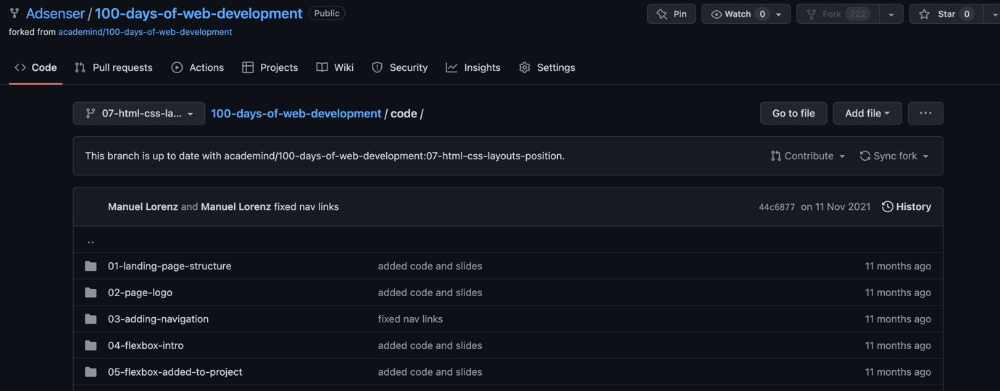 Adsenser / 100-days-of-web-development Public Pin Watch 0 Fork 722 Star 0
forked from academind/100-days-of-web-development
Code Pull requests Actions Projects Wiki Security Insights Settings
07-html-css-la... 100-days-of-web-development / code / Go to file Add file ...
This branch is up to date with academind/100-days-of-web-development:07-html-css-layouts-position. Contribute Sync fork
Manuel Lorenz and Manuel Lorenz fixed nav links 44c6877 on 11 Nov 2021 History
..
01-landing-page-structure added code and slides 11 months ago
02-page-logo added code and slides 11 months ago
03-adding-navigation fixed nav links 11 months ago
04-flexbox-intro added code and slides 11 months ago
05-flexbox-added-to-project added code and slides 11 months ago